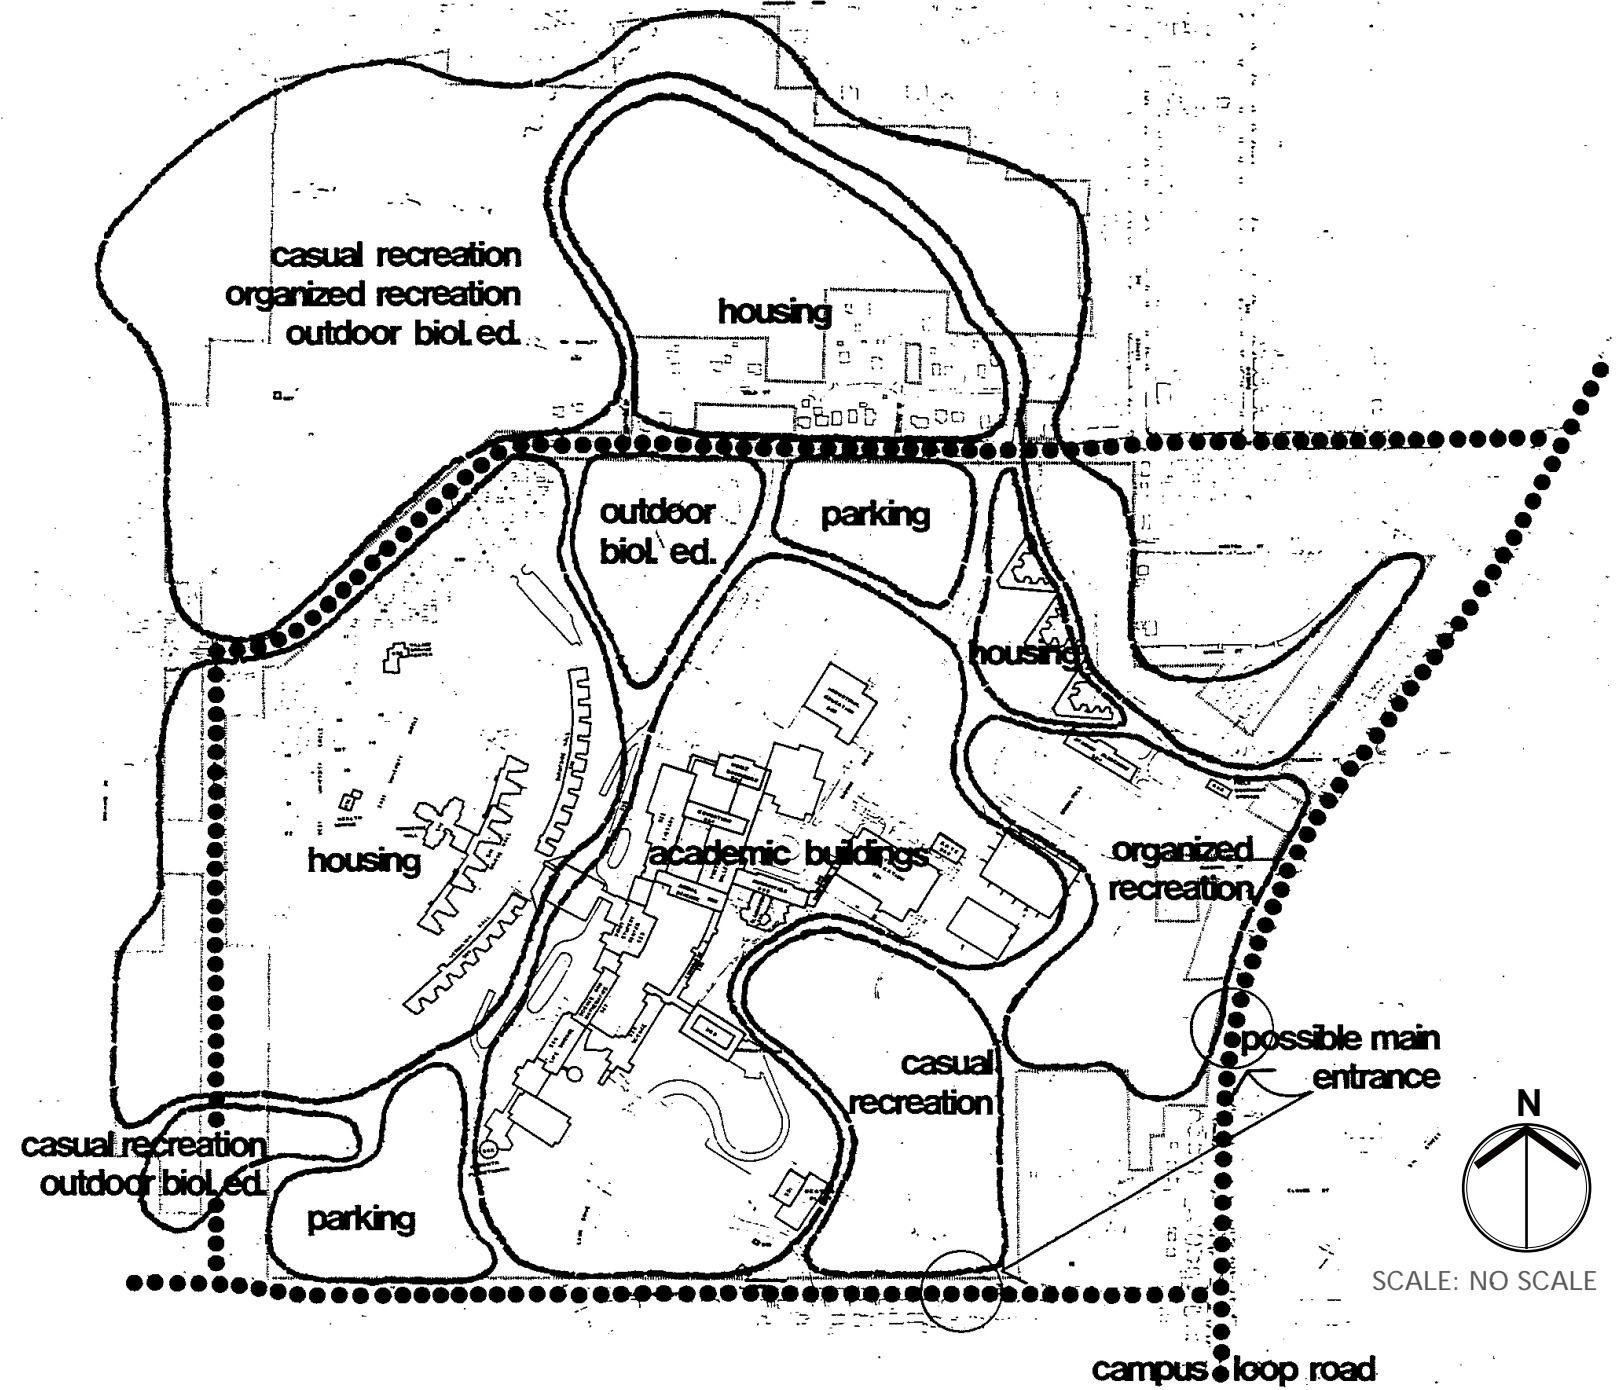 casual recreation
organized recreation
outdoor biol. ed.
housing
outdoor
biol. ed.
parking
housing
housing
academic buildings
organized
recreation
possible main
entrance
casual
recreation
N
casual recreation
outdoor biol. ed.
parking
SCALE: NO SCALE
campus loop road